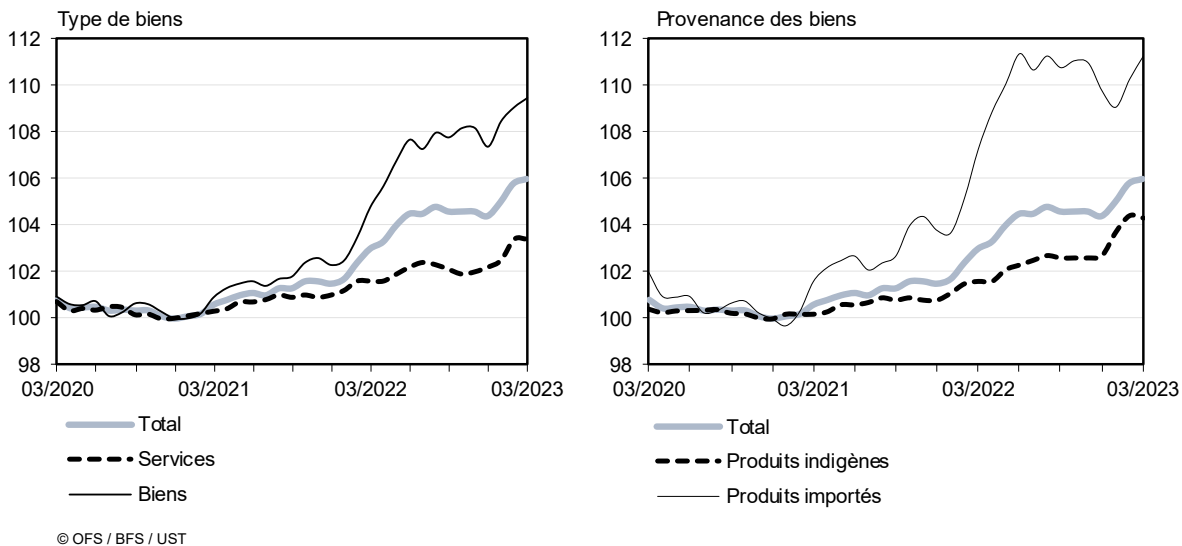 Type de biens
112
110
108
106
104
102
100
98
03/2020 03/2021 03/2022 03/2023
Total
Services
Biens
Provenance des biens
112
110
108
106
104
102
100
98
03/2020 03/2021 03/2022 03/2023
Total
Produits indigènes
Produits importés
© OFS / BFS / UST